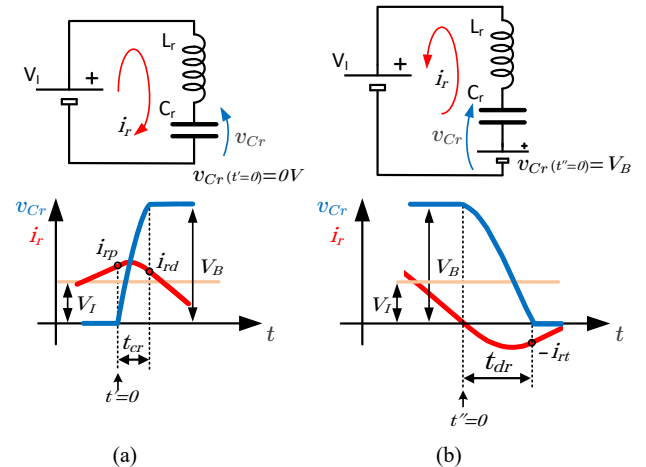 V_I
+
L_r
C_r
i_r
v_Cr
v_Cr (t'=0)=0V
V_I
+
L_r
C_r
i_r
v_Cr
+
v_Cr (t''=0)=V_B
v_Cr
i_r
i_rp
i_rd
V_B
V_I
t
t_cr
t'=0
(a)
v_Cr
i_r
V_B
V_I
t
-i_rt
t_dr
t''=0
(b)